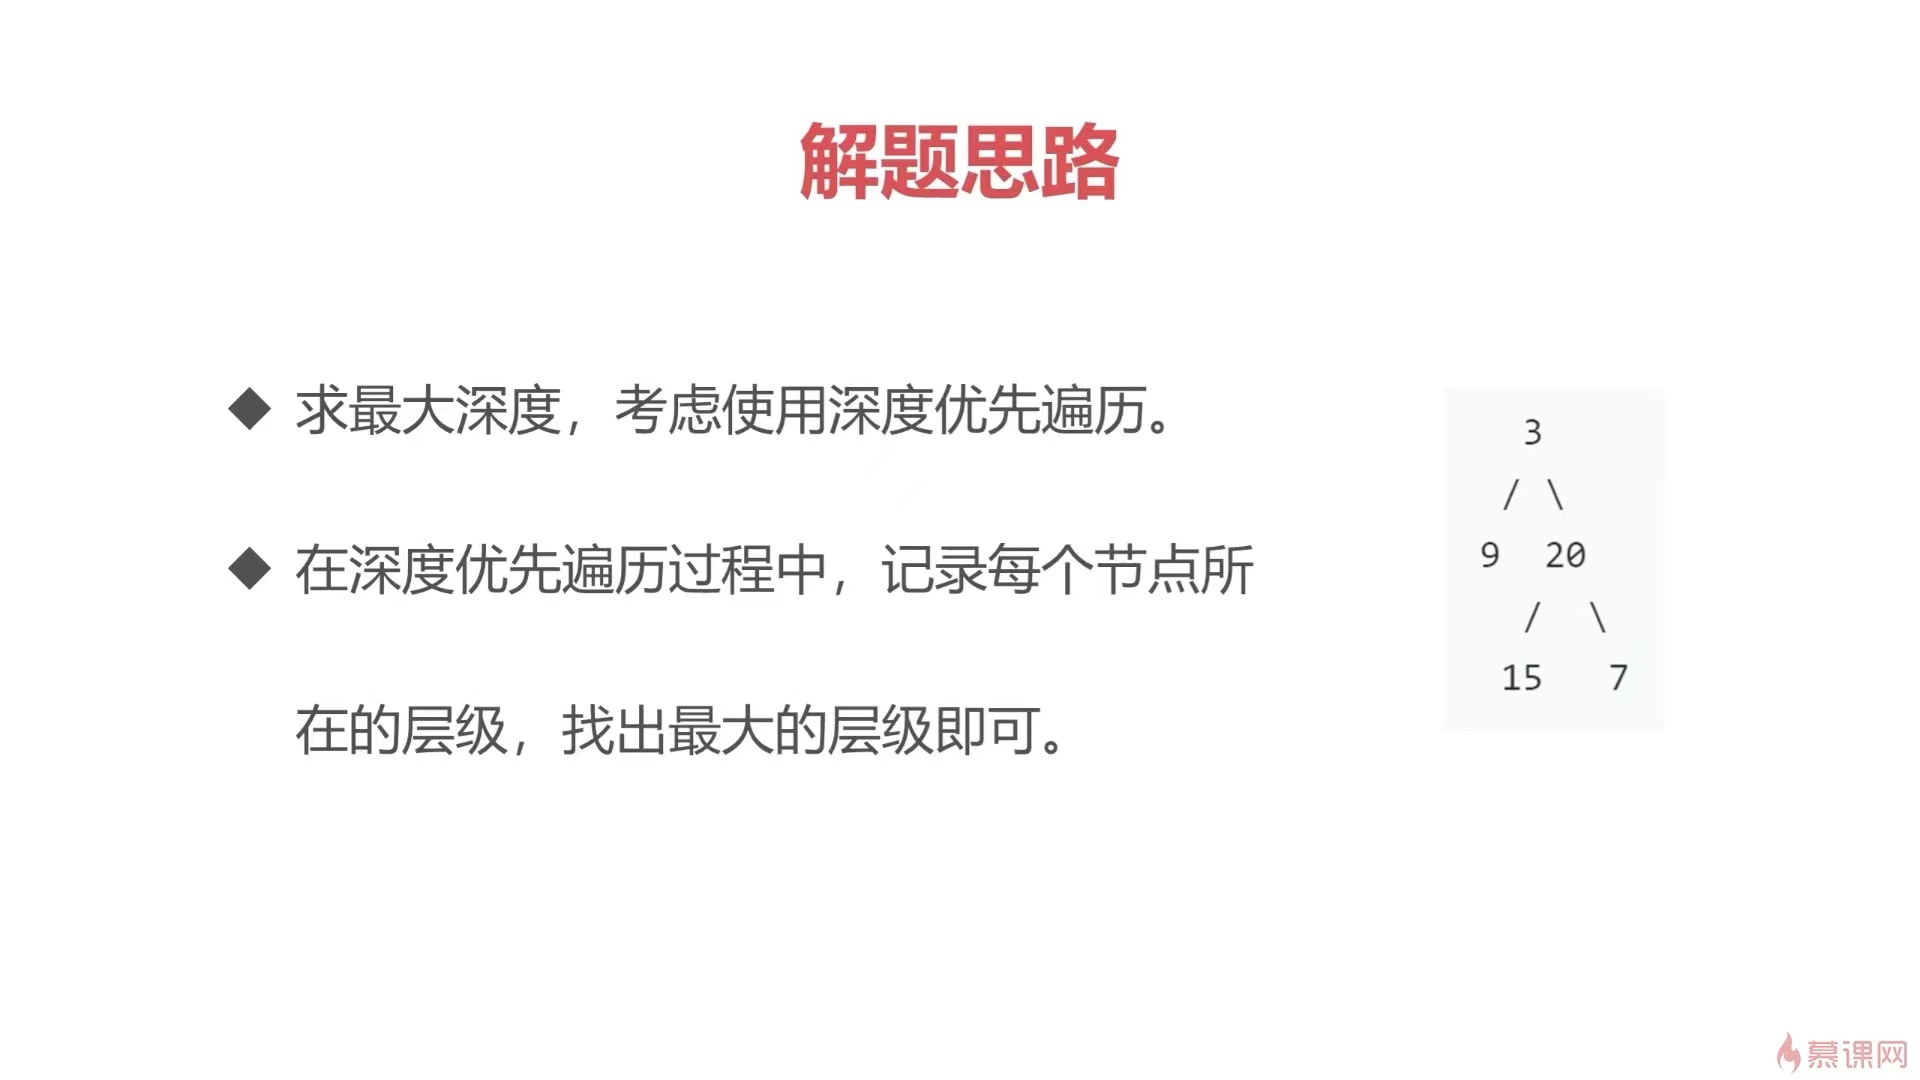 解题思路
◆ 求最大深度，考虑使用深度优先遍历。
◆ 在深度优先遍历过程中，记录每个节点所
在的层级，找出最大的层级即可。
3
/ \
9 20
/ \
15 7
慕课网